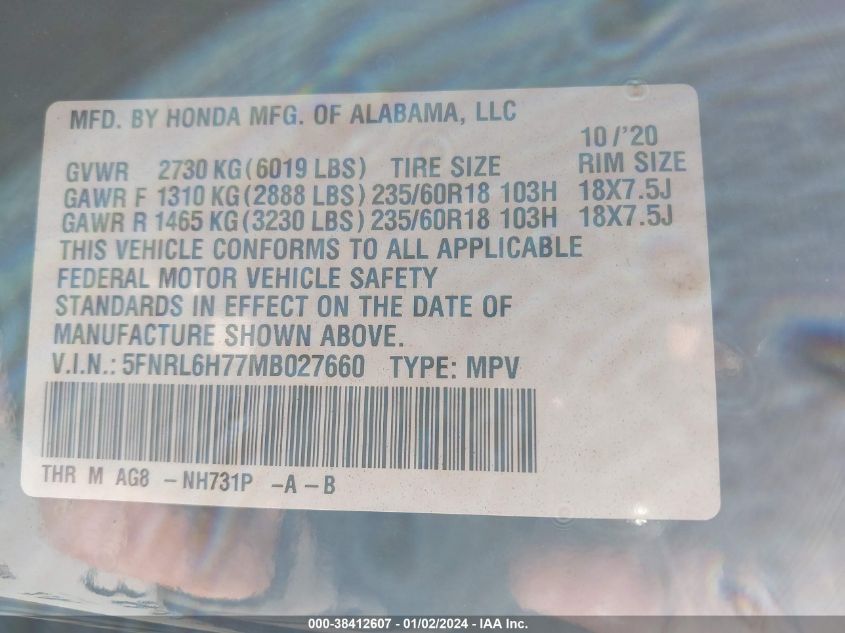 MFD. BY HONDA MFG. OF ALABAMA, LLC
10/'20
GVWR 2730 KG(6019 LBS) TIRE SIZE RIM SIZE
GAWR F 1310 KG(2888 LBS) 235/60R18 103H 18X7.5J
GAWR R 1465 KG(3230 LBS) 235/60R18 103H 18X7.5J
THIS VEHICLE CONFORMS TO ALL APPLICABLE
FEDERAL MOTOR VEHICLE SAFETY
STANDARDS IN EFFECT ON THE DATE OF
MANUFACTURE SHOWN ABOVE.
V.I.N.: 5FNRL6H77MB027660 TYPE: MPV
THR M AG8 -NH731P -A-B
000-38412607 - 01/02/2024 - IAA Inc.